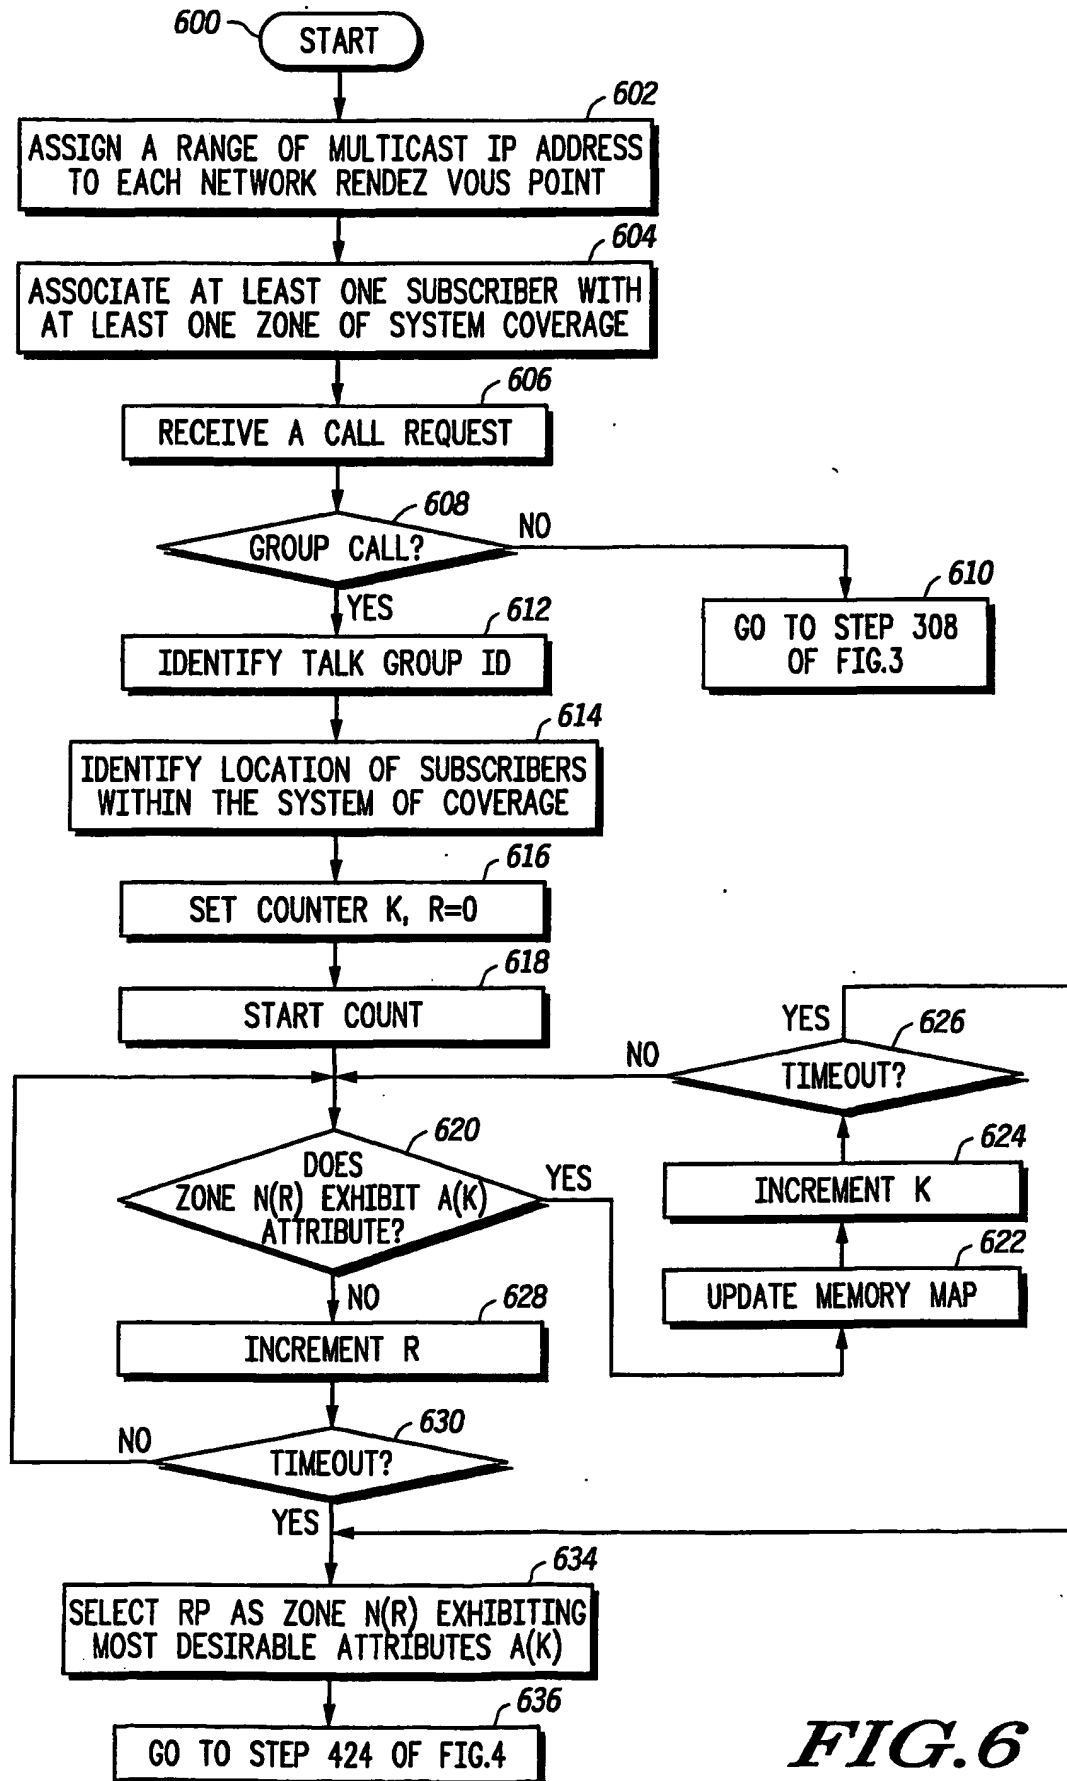 600
START
602
ASSIGN A RANGE OF MULTICAST IP ADDRESS
TO EACH NETWORK RENDEZ VOUS POINT
604
ASSOCIATE AT LEAST ONE SUBSCRIBER WITH
AT LEAST ONE ZONE OF SYSTEM COVERAGE
606
RECEIVE A CALL REQUEST
608
GROUP CALL?
NO
YES
610
GO TO STEP 308
OF FIG.3
612
IDENTIFY TALK GROUP ID
614
IDENTIFY LOCATION OF SUBSCRIBERS
WITHIN THE SYSTEM OF COVERAGE
616
SET COUNTER K, R=0
618
START COUNT
YES
626
NO
TIMEOUT?
620
DOES
ZONE N(R) EXHIBIT A(K)
ATTRIBUTE?
YES
NO
624
INCREMENT K
622
UPDATE MEMORY MAP
628
INCREMENT R
630
NO
TIMEOUT?
YES
634
SELECT RP AS ZONE N(R) EXHIBITING
MOST DESIRABLE ATTRIBUTES A(K)
636
GO TO STEP 424 OF FIG.4
FIG.6